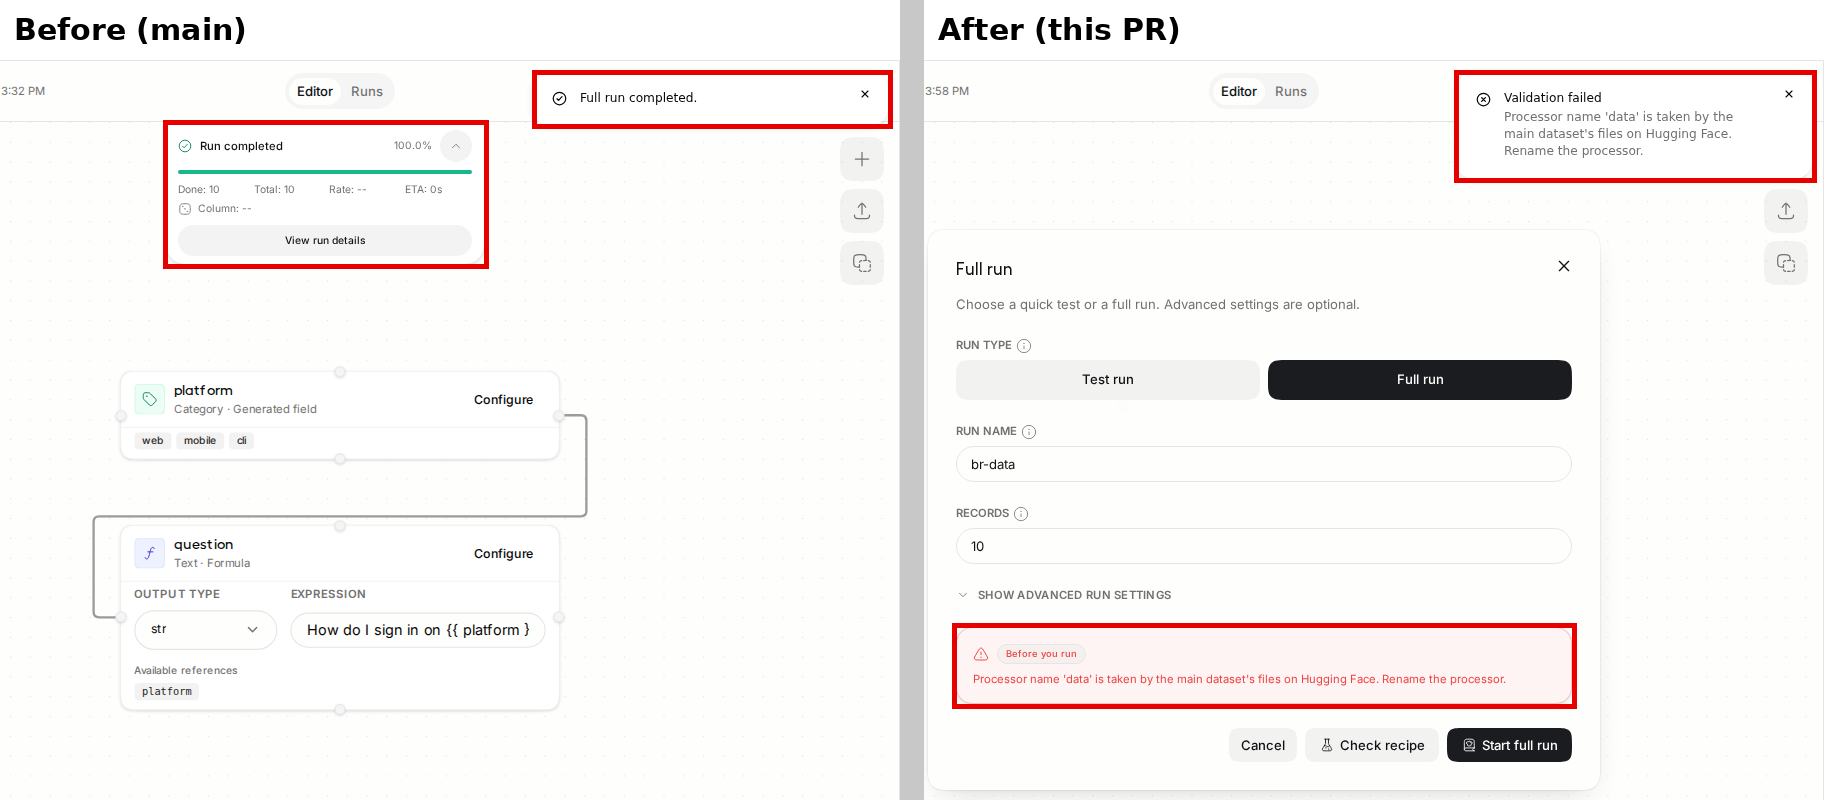 Before (main)
3:32 PM
Editor
Runs
Full run completed.
Run completed
100.0%
Done: 10
Total: 10
Rate: --
ETA: 0s
Column: --
View run details
platform
Category · Generated field
Configure
web
mobile
cli
question
Text · Formula
Configure
OUTPUT TYPE
EXPRESSION
str
How do I sign in on {{ platform }
Available references
platform
After (this PR)
3:58 PM
Editor
Runs
Validation failed
Processor name 'data' is taken by the
main dataset's files on Hugging Face.
Rename the processor.
Full run
Choose a quick test or a full run. Advanced settings are optional.
RUN TYPE
Test run
Full run
RUN NAME
br-data
RECORDS
10
SHOW ADVANCED RUN SETTINGS
Before you run
Processor name 'data' is taken by the main dataset's files on Hugging Face. Rename the processor.
Cancel
Check recipe
Start full run